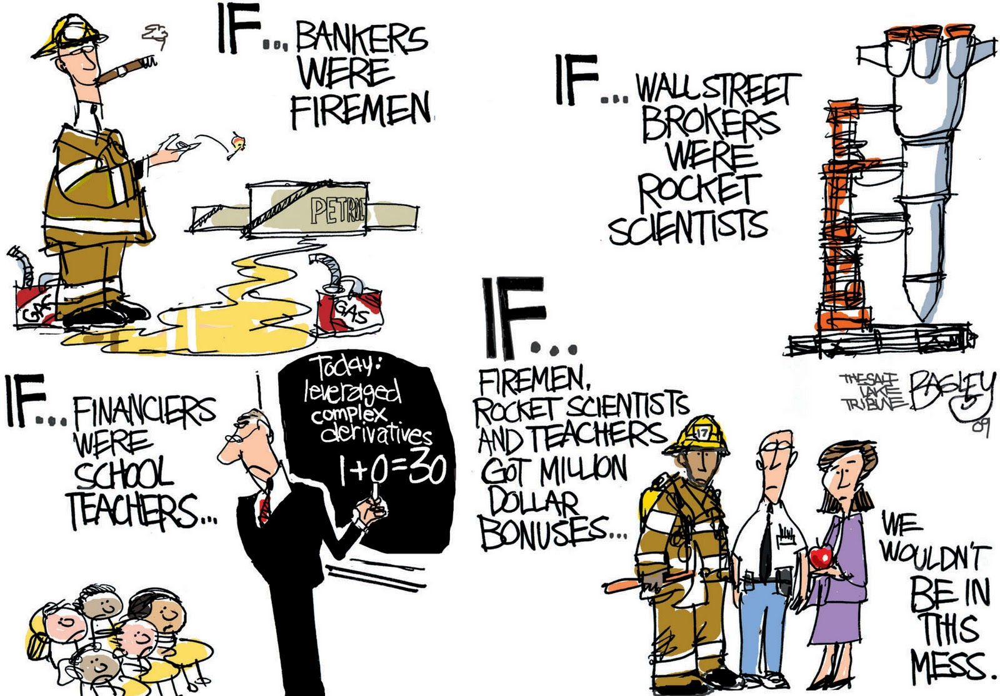 IF... BANKERS
WERE
FIREMEN
PETROL
GAS
GAS
IF... WALL STREET
BROKERS
WERE
ROCKET
SCIENTISTS
THE SALT
LAKE
TRIBUNE
BAGLEY
09
IF... FINANCIERS
WERE
SCHOOL
TEACHERS...
Today:
leveraged
complex
derivatives
1+0=30
IF...
FIREMEN,
ROCKET SCIENTISTS
AND TEACHERS
GOT MILLION
DOLLAR
BONUSES...
17
WE
WOULDN'T
BE IN
THIS
MESS.